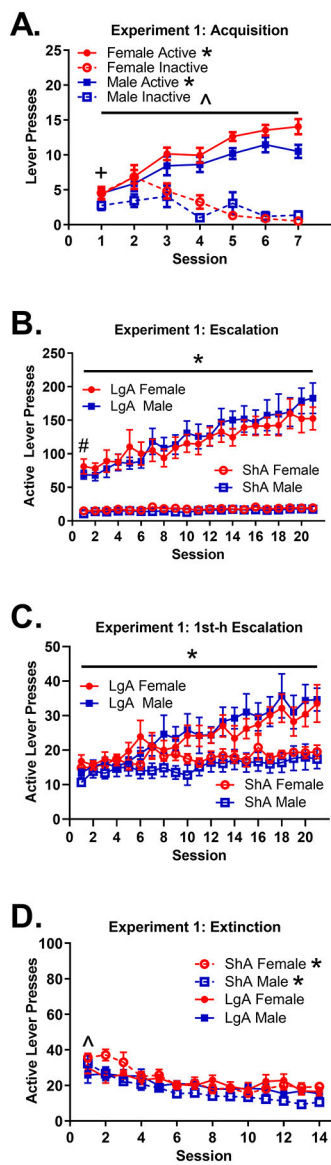 A.
Experiment 1: Acquisition
Female Active *
Female Inactive
Male Active *
Male Inactive
^
+
Lever Presses
25
20
15
10
5
0
0 1 2 3 4 5 6 7
Session
B.
Experiment 1: Escalation
*
LgA Female
LgA Male
#
ShA Female
ShA Male
Active Lever Presses
250
200
150
100
50
0
0 2 4 6 8 10 12 14 16 18 20
Session
C.
Experiment 1: 1st-h Escalation
*
LgA Female
LgA Male
ShA Female
ShA Male
Active Lever Presses
50
40
30
20
10
0
0 2 4 6 8 10 12 14 16 18 20
Session
D.
Experiment 1: Extinction
ShA Female *
ShA Male *
LgA Female
LgA Male
^
Active Lever Presses
100
80
60
40
20
0
0 2 4 6 8 10 12 14
Session